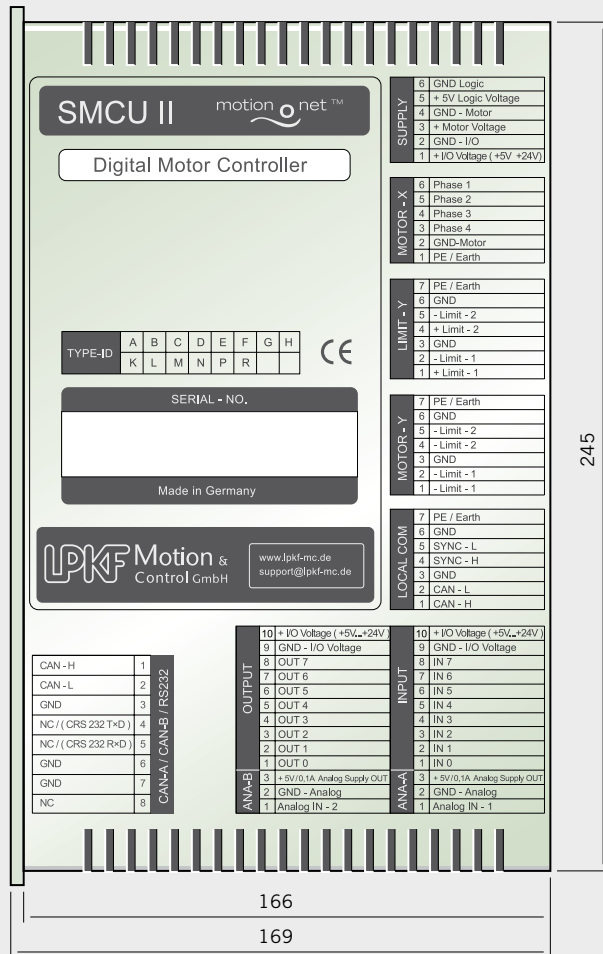 SMCU II
motion o net ™
Digital Motor Controller
TYPE-ID
A B C D E F G H
K L M N P R
CE
SERIAL - NO.
Made in Germany
LPKF Motion &
Control GmbH
www.lpkf-mc.de
support@lpkf-mc.de
SUPPLY
6 GND Logic
5 + 5V Logic Voltage
4 GND - Motor
3 + Motor Voltage
2 GND - I/O
1 + I/O Voltage ( +5V +24V)
MOTOR - X
6 Phase 1
5 Phase 2
4 Phase 3
3 Phase 4
2 GND-Motor
1 PE / Earth
LIMIT - Y
7 PE / Earth
6 GND
5 - Limit - 2
4 + Limit - 2
3 GND
2 - Limit - 1
1 + Limit - 1
MOTOR - Y
7 PE / Earth
6 GND
5 - Limit - 2
4 - Limit - 2
3 GND
2 - Limit - 1
1 - Limit - 1
LOCAL COM
7 PE / Earth
6 GND
5 SYNC - L
4 SYNC - H
3 GND
2 CAN - L
1 CAN - H
CAN - H 1
CAN - L 2
GND 3
NC / ( CRS 232 T×D ) 4
NC / ( CRS 232 R×D ) 5
GND 6
GND 7
NC 8
CAN-A / CAN-B / RS232
OUTPUT
10 + I/O Voltage ( +5V...+24V )
9 GND - I/O Voltage
8 OUT 7
7 OUT 6
6 OUT 5
5 OUT 4
4 OUT 3
3 OUT 2
2 OUT 1
1 OUT 0
ANA-B
3 + 5V/0,1A Analog Supply OUT
2 GND - Analog
1 Analog IN - 2
INPUT
10 + I/O Voltage ( +5V...+24V )
9 GND - I/O Voltage
8 IN 7
7 IN 6
6 IN 5
5 IN 4
4 IN 3
3 IN 2
2 IN 1
1 IN 0
ANA-A
3 + 5V/0,1A Analog Supply OUT
2 GND - Analog
1 Analog IN - 1
245
166
169